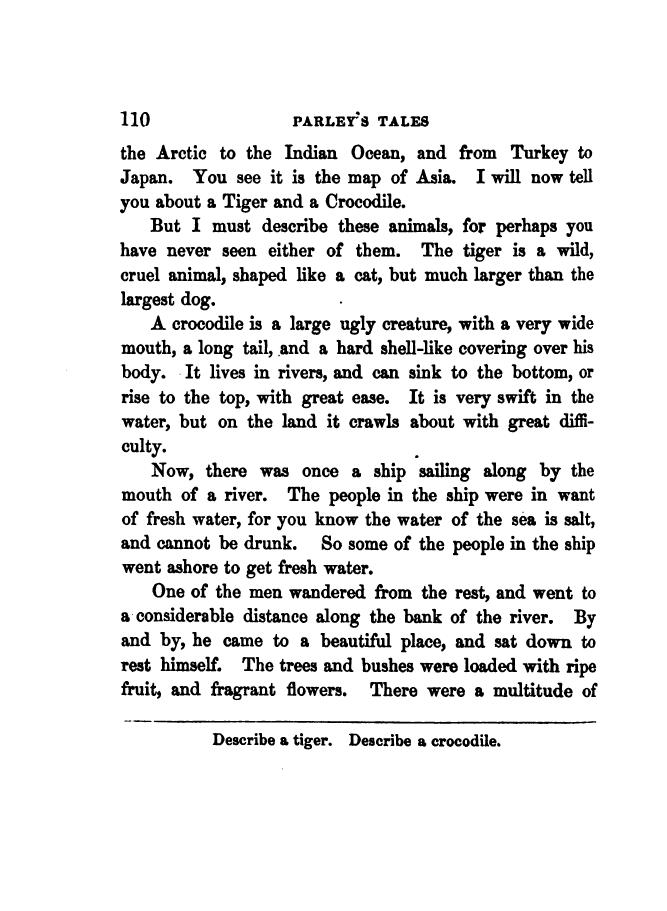 110 PARLEY'S TALES
the Arctic to the Indian Ocean, and from Turkey to
Japan. You see it is the map of Asia. I will now tell
you about a Tiger and a Crocodile.
But I must describe these animals, for perhaps you
have never seen either of them. The tiger is a wild,
cruel animal, shaped like a cat, but much larger than the
largest dog.
A crocodile is a large ugly creature, with a very wide
mouth, a long tail, and a hard shell-like covering over his
body. It lives in rivers, and can sink to the bottom, or
rise to the top, with great ease. It is very swift in the
water, but on the land it crawls about with great diffi-
culty.
Now, there was once a ship sailing along by the
mouth of a river. The people in the ship were in want
of fresh water, for you know the water of the sea is salt,
and cannot be drunk. So some of the people in the ship
went ashore to get fresh water.
One of the men wandered from the rest, and went to
a considerable distance along the bank of the river. By
and by, he came to a beautiful place, and sat down to
rest himself. The trees and bushes were loaded with ripe
fruit, and fragrant flowers. There were a multitude of
Describe a tiger. Describe a crocodile.